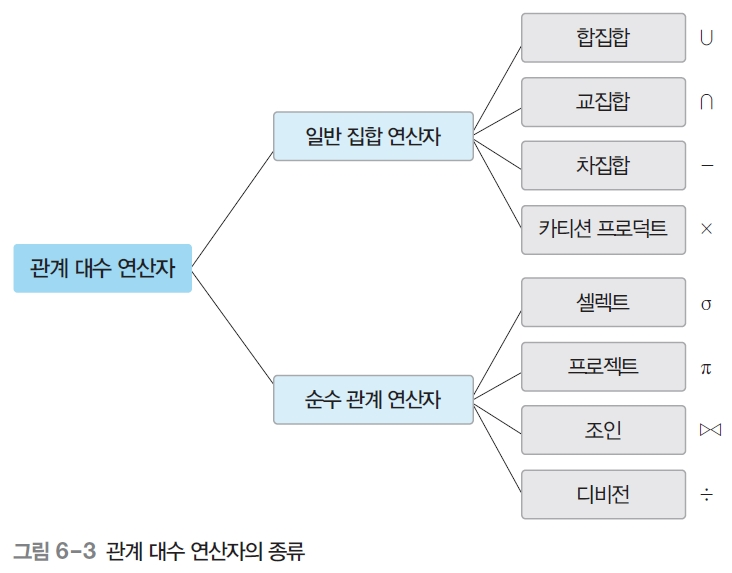 관계 대수 연산자
일반 집합 연산자
합집합 ∪
교집합 ∩
차집합 −
카티션 프로덕트 ×
순수 관계 연산자
셀렉트 σ
프로젝트 π
조인 ⋈
디비전 ÷
그림 6-3 관계 대수 연산자의 종류